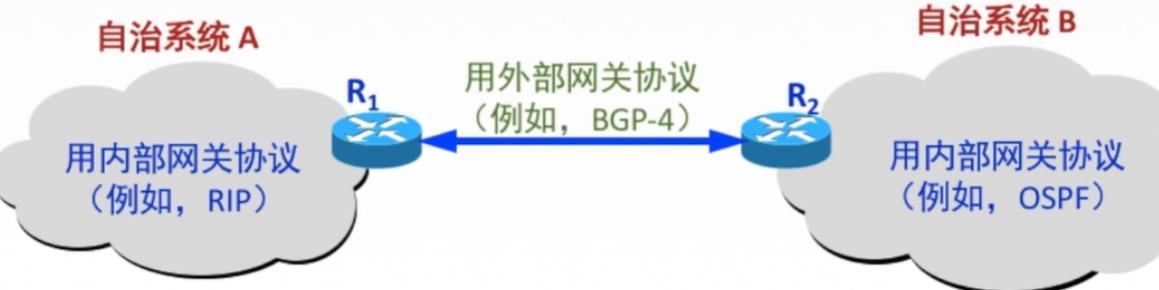 自治系统 A
自治系统 B
R₁
用外部网关协议
（例如，BGP-4）
R₂
用内部网关协议
（例如，RIP）
用内部网关协议
（例如，OSPF）